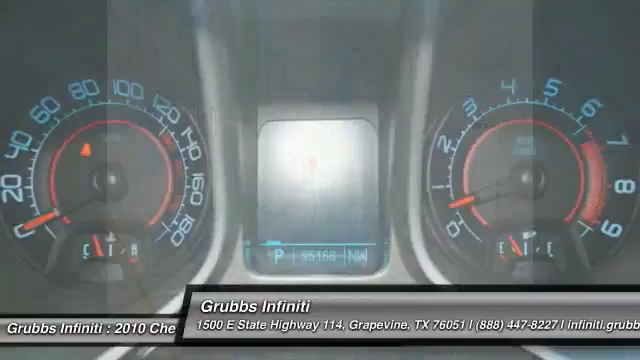 0 20 40 60 80 100 120 140 160 180
1 2 3 4 5 6 7 8 9
P 95166 NW
Grubbs Infiniti
Grubbs Infiniti : 2010 Che
1500 E State Highway 114, Grapevine, TX 76051 | (888) 447-8227 | infiniti.grubb